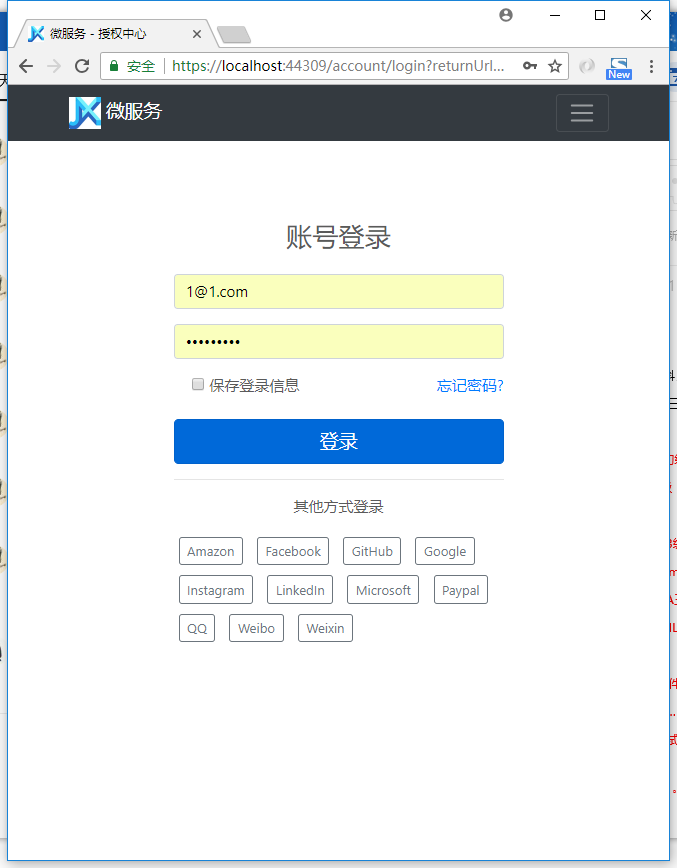 微服务 - 授权中心
安全 https://localhost:44309/account/login?returnUrl...
New
微服务
账号登录
1@1.com
•••••••••
保存登录信息 忘记密码?
登录
其他方式登录
Amazon Facebook GitHub Google
Instagram LinkedIn Microsoft Paypal
QQ Weibo Weixin